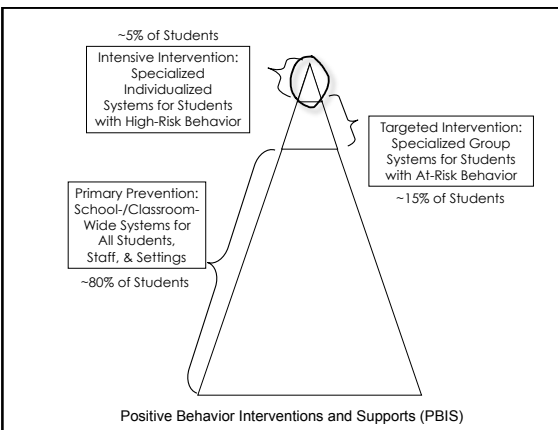 ~5% of Students
Intensive Intervention:
Specialized
Individualized
Systems for Students
with High-Risk Behavior
Targeted Intervention:
Specialized Group
Systems for Students
with At-Risk Behavior
~15% of Students
Primary Prevention:
School-/Classroom-
Wide Systems for
All Students,
Staff, & Settings
~80% of Students
Positive Behavior Interventions and Supports (PBIS)